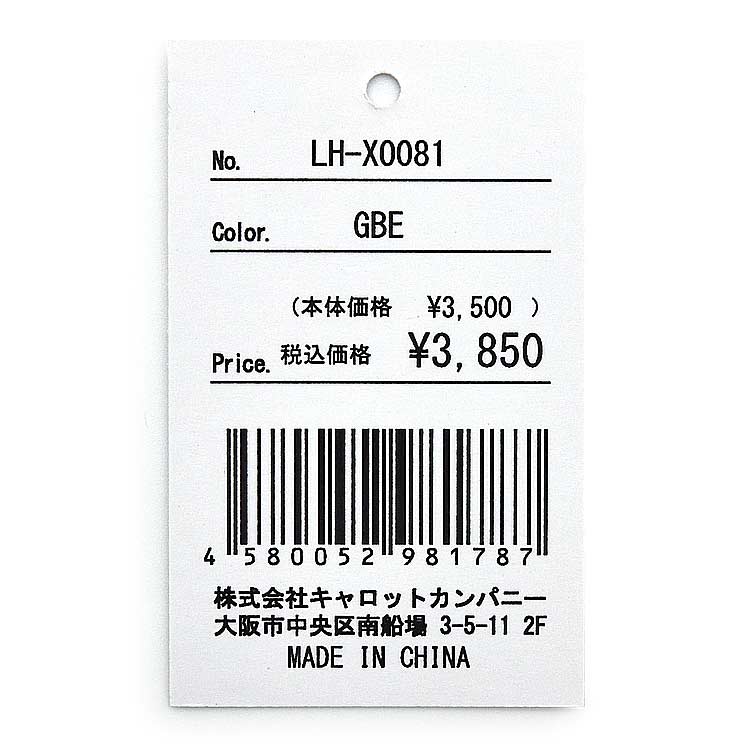 No. LH-X0081
Color. GBE
(本体価格 ¥3,500 )
Price. 税込価格 ¥3,850
4 580052 981787
株式会社キャロットカンパニー
大阪市中央区南船場 3-5-11 2F
MADE IN CHINA